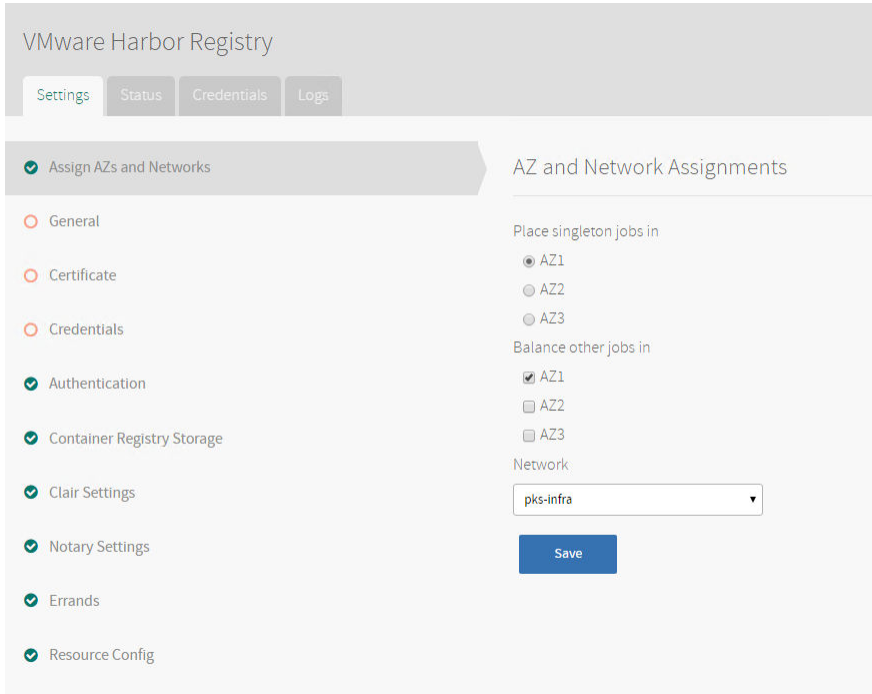 VMware Harbor Registry
Settings
Status
Credentials
Logs
Assign AZs and Networks
General
Certificate
Credentials
Authentication
Container Registry Storage
Clair Settings
Notary Settings
Errands
Resource Config
AZ and Network Assignments
Place singleton jobs in
AZ1
AZ2
AZ3
Balance other jobs in
AZ1
AZ2
AZ3
Network
pks-infra
Save